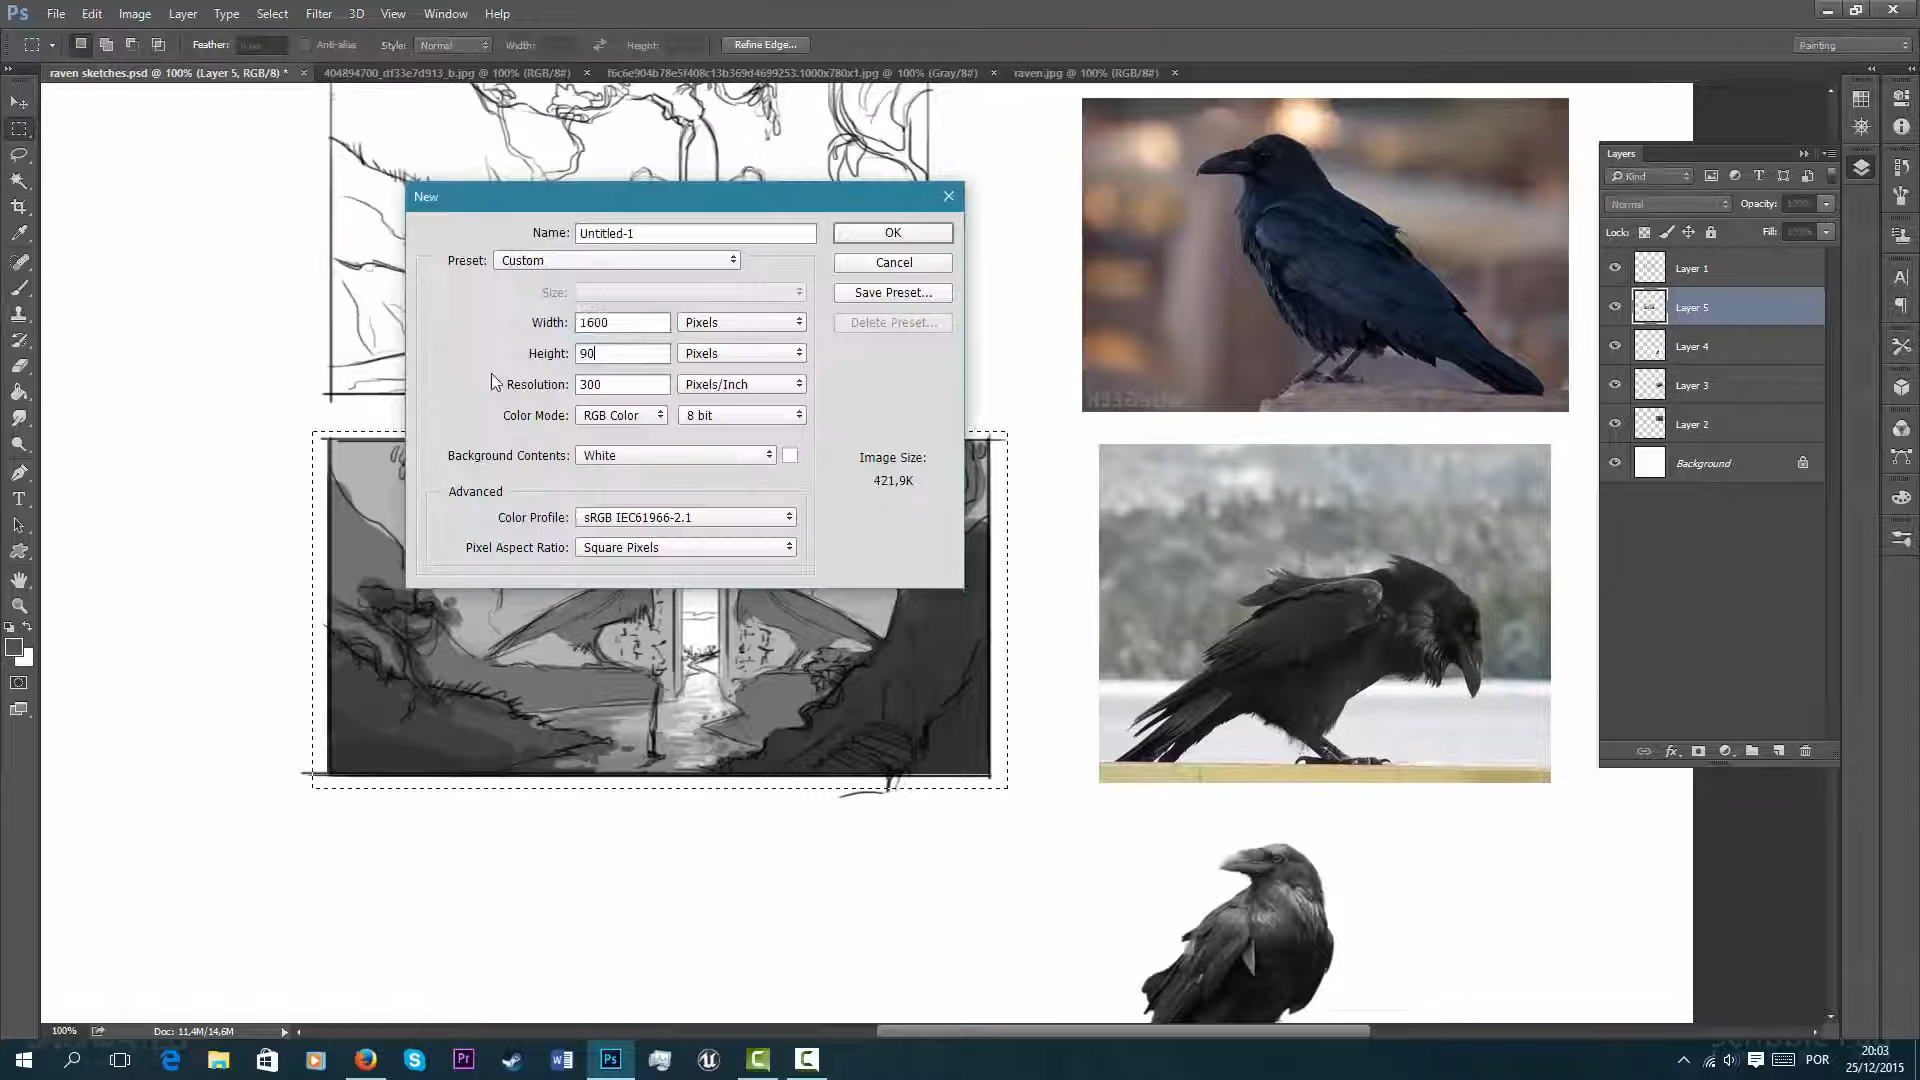 Ps File Edit Image Layer Type Select Filter 3D View Window Help
Feather: Anti-alias Style: Normal Width: Height: Refine Edge... Painting
raven sketches.psd @ 100% (Layer 5, RGB/8) * × 404894700_df33e7d913_b.jpg @ 100% (RGB/8#) × f6c6e904b78e5f408c13b369d4699253.1000x780x1.jpg @ 100% (Gray/8#) × raven.jpg @ 100% (RGB/8#) ×
New
Name: Untitled-1 OK
Preset: Custom Cancel
Size: Save Preset...
Width: 1600 Pixels Delete Preset...
Height: 90 Pixels
Resolution: 300 Pixels/Inch
Color Mode: RGB Color 8 bit
Background Contents: White
Image Size:
421,9K
Advanced
Color Profile: sRGB IEC61966-2.1
Pixel Aspect Ratio: Square Pixels
Layers
Kind
Normal Opacity: 100%
Lock: Fill: 100%
Layer 1
Layer 5
Layer 4
Layer 3
Layer 2
Background
fx
100% Doc: 11,4M/14,6M
Pr W Ps POR
20:03
25/12/2015